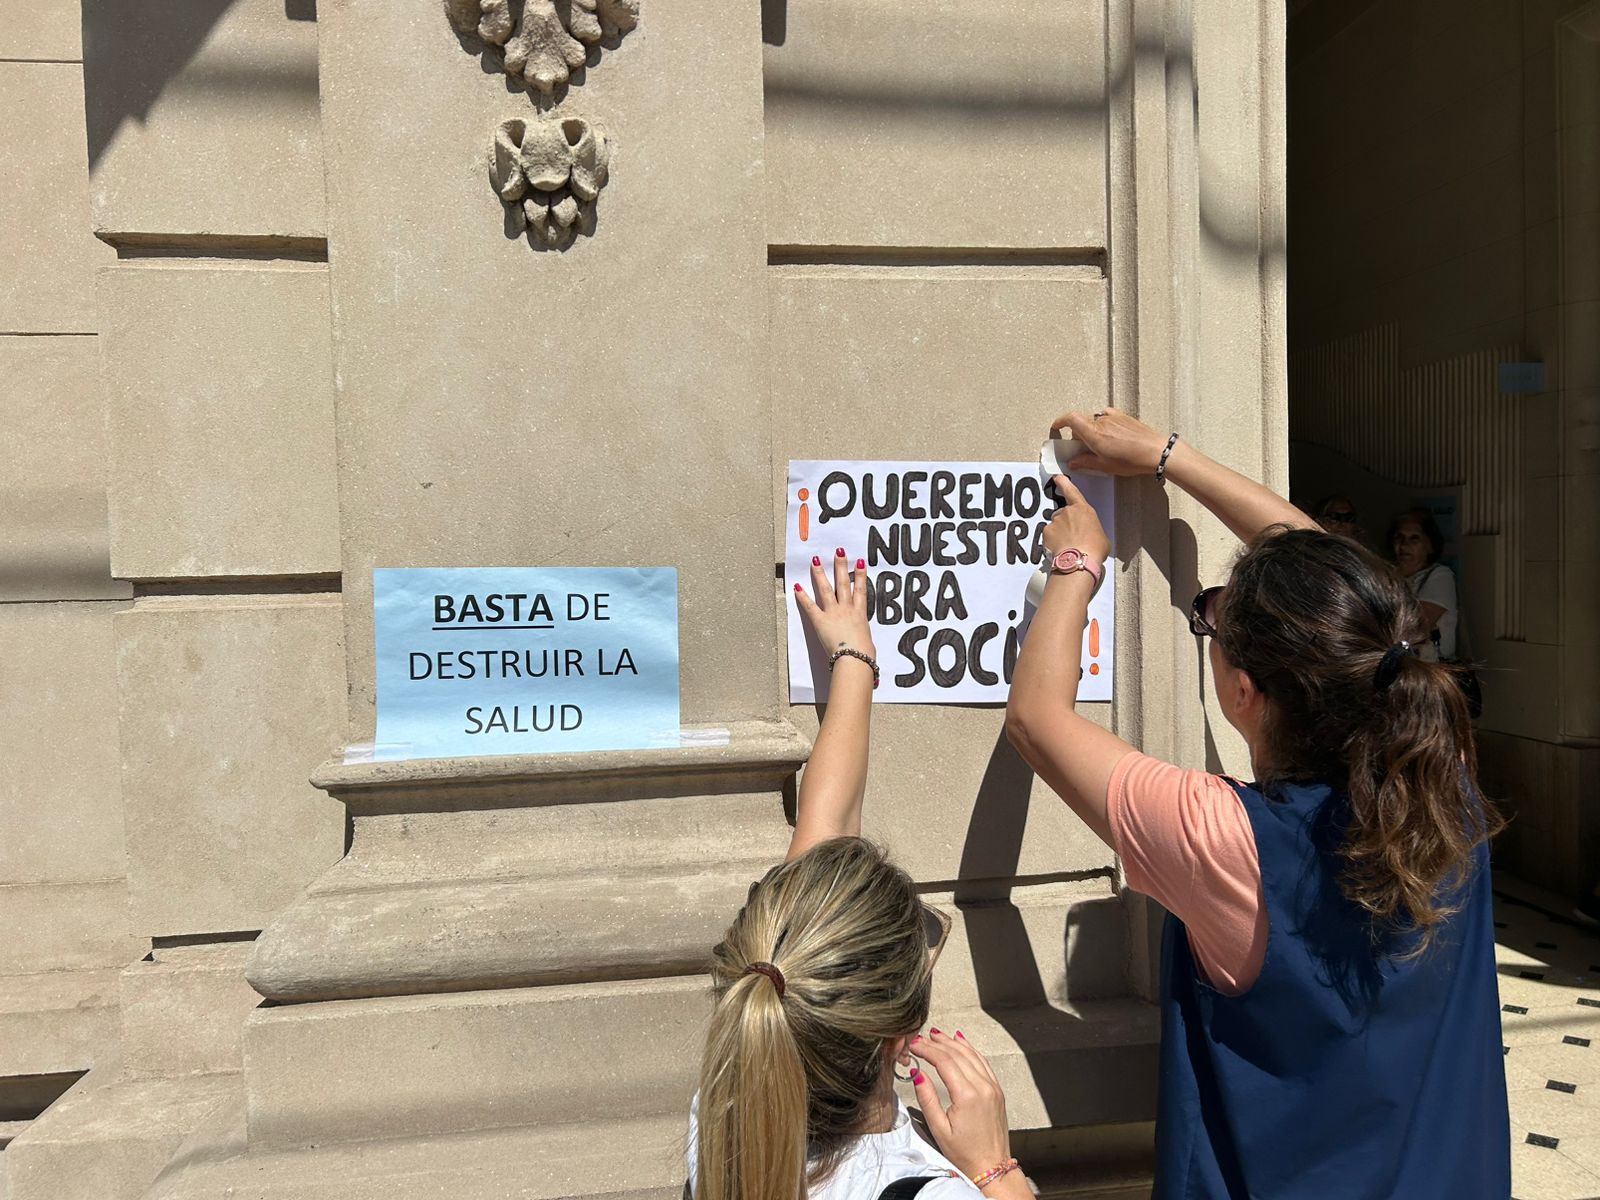 BASTA DE
DESTRUIR LA
SALUD
¡QUEREMOS
NUESTRA
OBRA
SOCI !